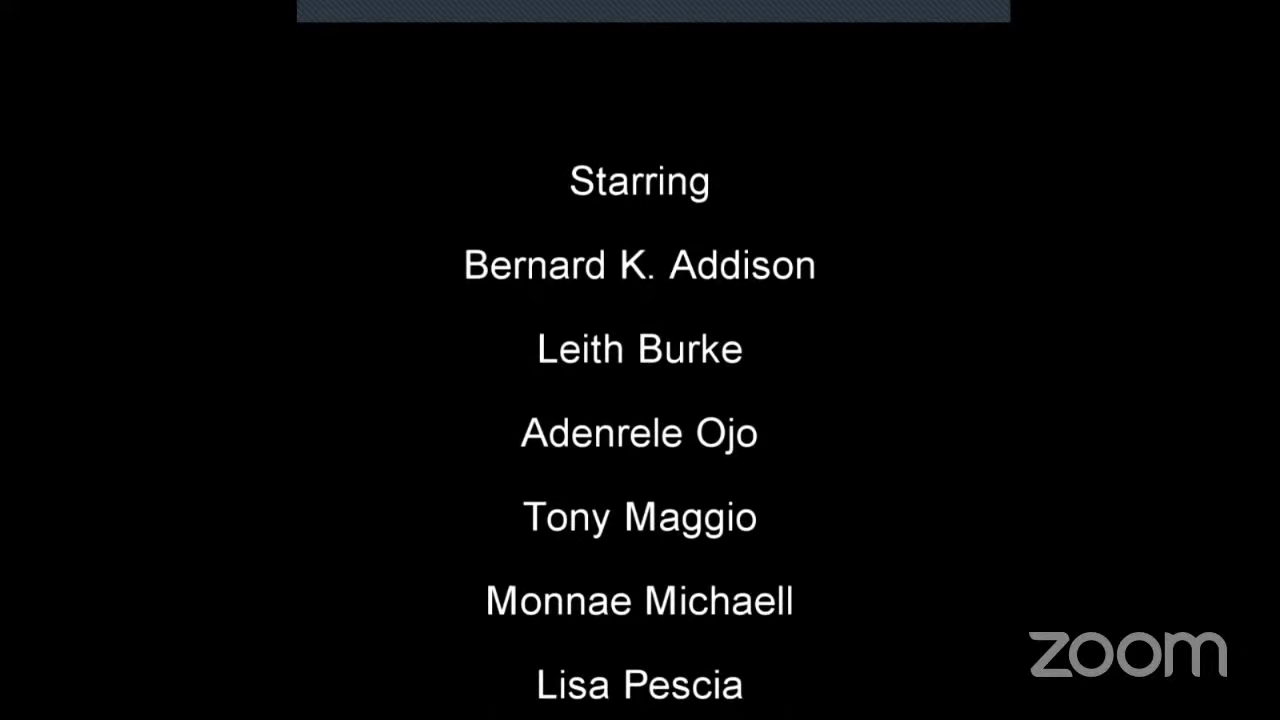 Starring
Bernard K. Addison
Leith Burke
Adenrele Ojo
Tony Maggio
Monnae Michaell
Lisa Pescia
zoom